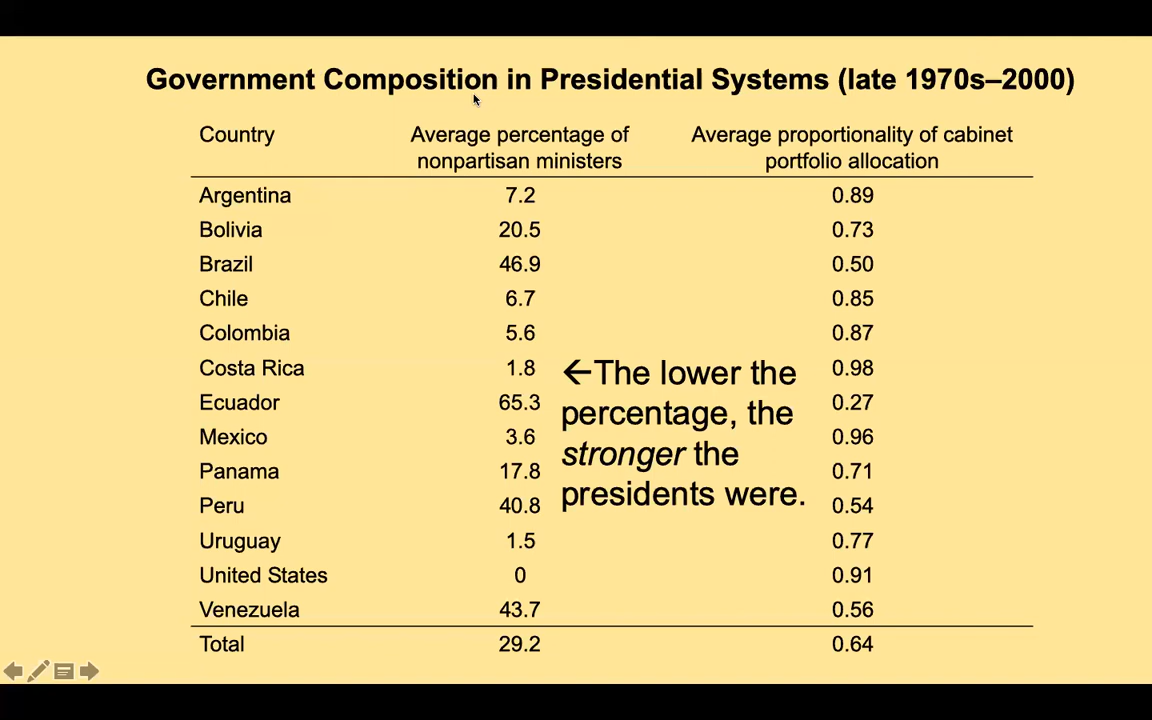 Government Composition in Presidential Systems (late 1970s–2000)
Country Average percentage of nonpartisan ministers Average proportionality of cabinet portfolio allocation
Argentina 7.2 0.89
Bolivia 20.5 0.73
Brazil 46.9 0.50
Chile 6.7 0.85
Colombia 5.6 0.87
Costa Rica 1.8 0.98
Ecuador 65.3 0.27
Mexico 3.6 0.96
Panama 17.8 0.71
Peru 40.8 0.54
Uruguay 1.5 0.77
United States 0 0.91
Venezuela 43.7 0.56
Total 29.2 0.64
←The lower the
percentage, the
stronger the
presidents were.